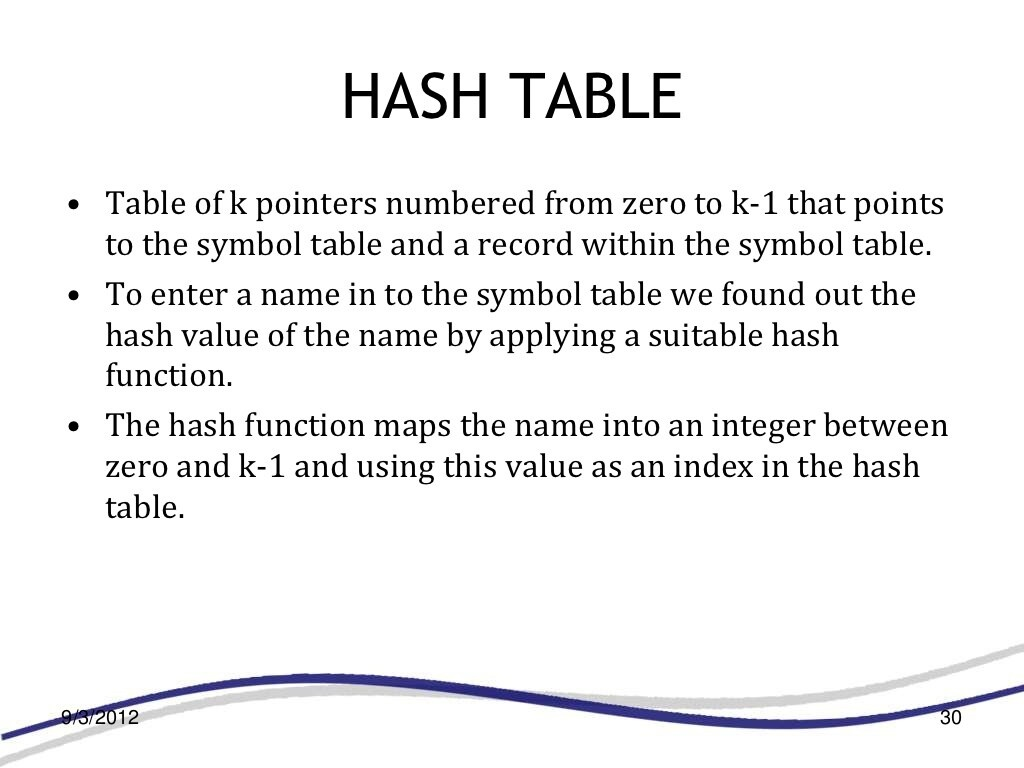 HASH TABLE
• Table of k pointers numbered from zero to k-1 that points
to the symbol table and a record within the symbol table.
• To enter a name in to the symbol table we found out the
hash value of the name by applying a suitable hash
function.
• The hash function maps the name into an integer between
zero and k-1 and using this value as an index in the hash
table.
9/3/2012
30